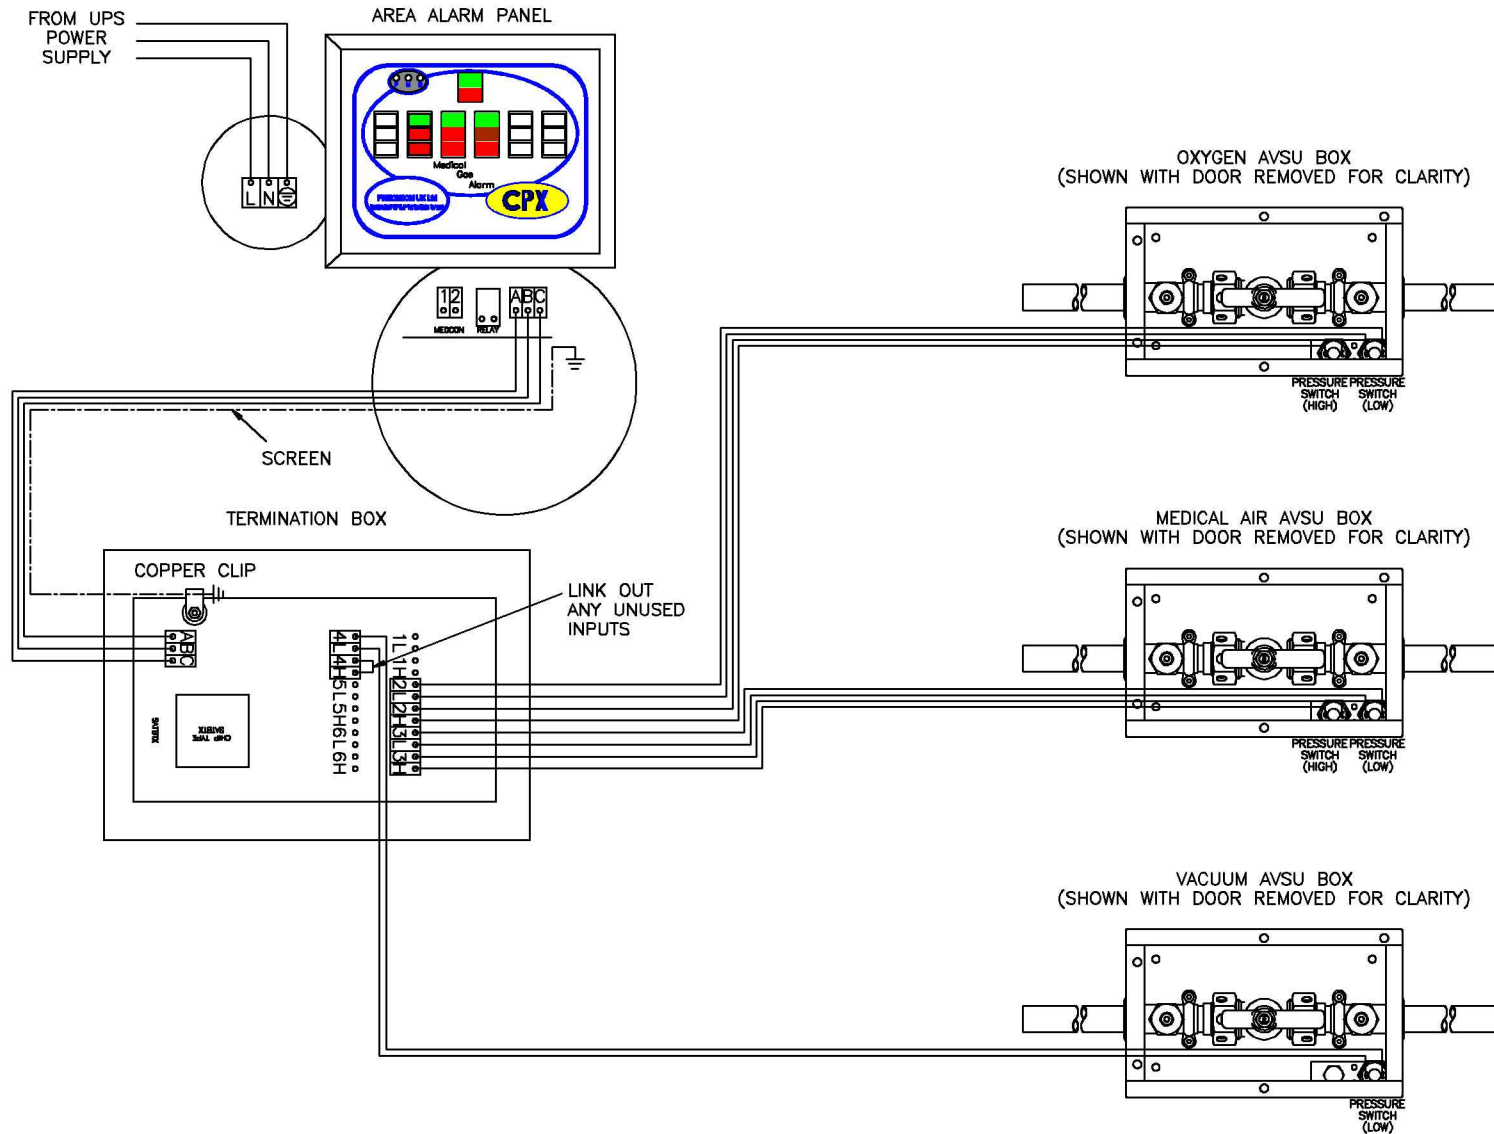 FROM UPS
POWER
SUPPLY
AREA ALARM PANEL
Medical
Gas
Alarm
CPX
L N
1 2
MEDCON
RELAY
A B C
SCREEN
TERMINATION BOX
COPPER CLIP
LINK OUT
ANY UNUSED
INPUTS
A B C
4L 4H 5L 5H 6L 6H
1L 1H 2L 2H 3L 3H
CHIP TYPE
OXYGEN AVSU BOX
(SHOWN WITH DOOR REMOVED FOR CLARITY)
PRESSURE
SWITCH
(HIGH)
PRESSURE
SWITCH
(LOW)
MEDICAL AIR AVSU BOX
(SHOWN WITH DOOR REMOVED FOR CLARITY)
PRESSURE
SWITCH
(HIGH)
PRESSURE
SWITCH
(LOW)
VACUUM AVSU BOX
(SHOWN WITH DOOR REMOVED FOR CLARITY)
PRESSURE
SWITCH
(LOW)